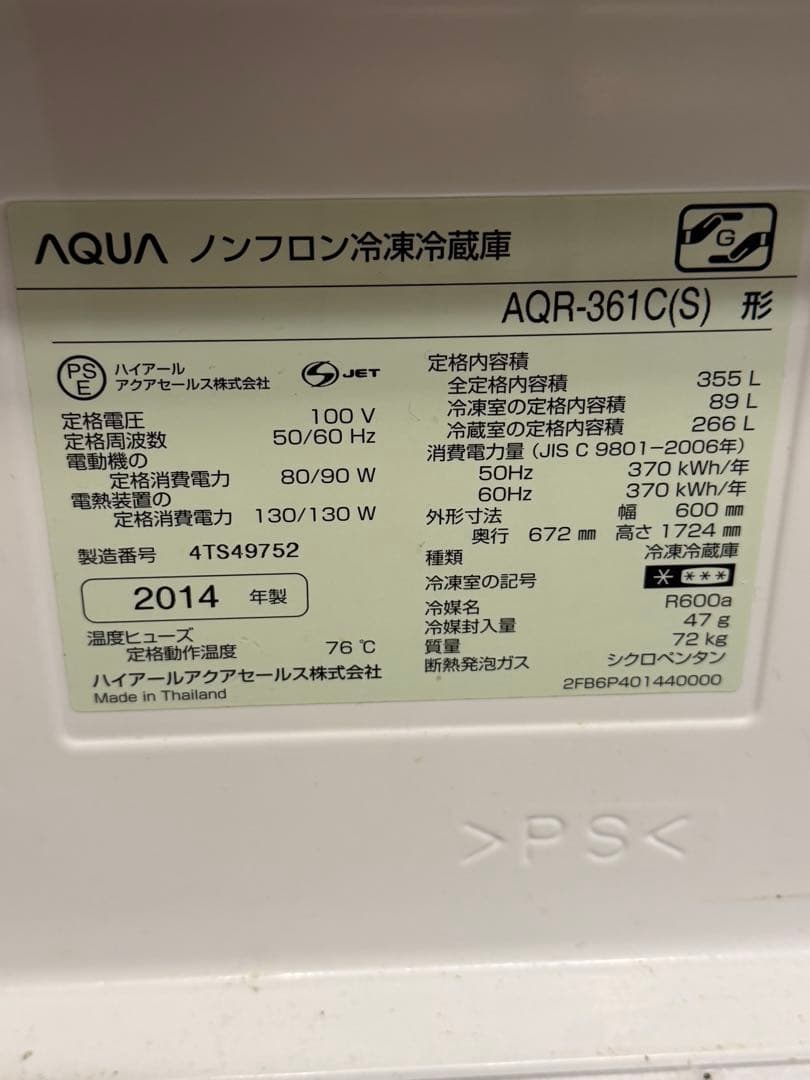 AQUA ノンフロン冷凍冷蔵庫
G
AQR-361C(S) 形
PS
E
ハイアール
アクアセールス株式会社
S JET
定格電圧 100 V
定格周波数 50/60 Hz
電動機の
定格消費電力 80/90 W
電熱装置の
定格消費電力 130/130 W
製造番号 4TS49752
2014 年製
温度ヒューズ
定格動作温度 76 ℃
ハイアールアクアセールス株式会社
Made in Thailand
定格内容積
全定格内容積 355 L
冷凍室の定格内容積 89 L
冷蔵室の定格内容積 266 L
消費電力量 (JIS C 9801-2006年)
50Hz 370 kWh/年
60Hz 370 kWh/年
外形寸法 幅 600 ㎜
奥行 672 ㎜ 高さ 1724 ㎜
種類 冷凍冷蔵庫
冷凍室の記号 * ***
冷媒名 R600a
冷媒封入量 47 g
質量 72 kg
断熱発泡ガス シクロペンタン
2FB6P401440000
>PS<